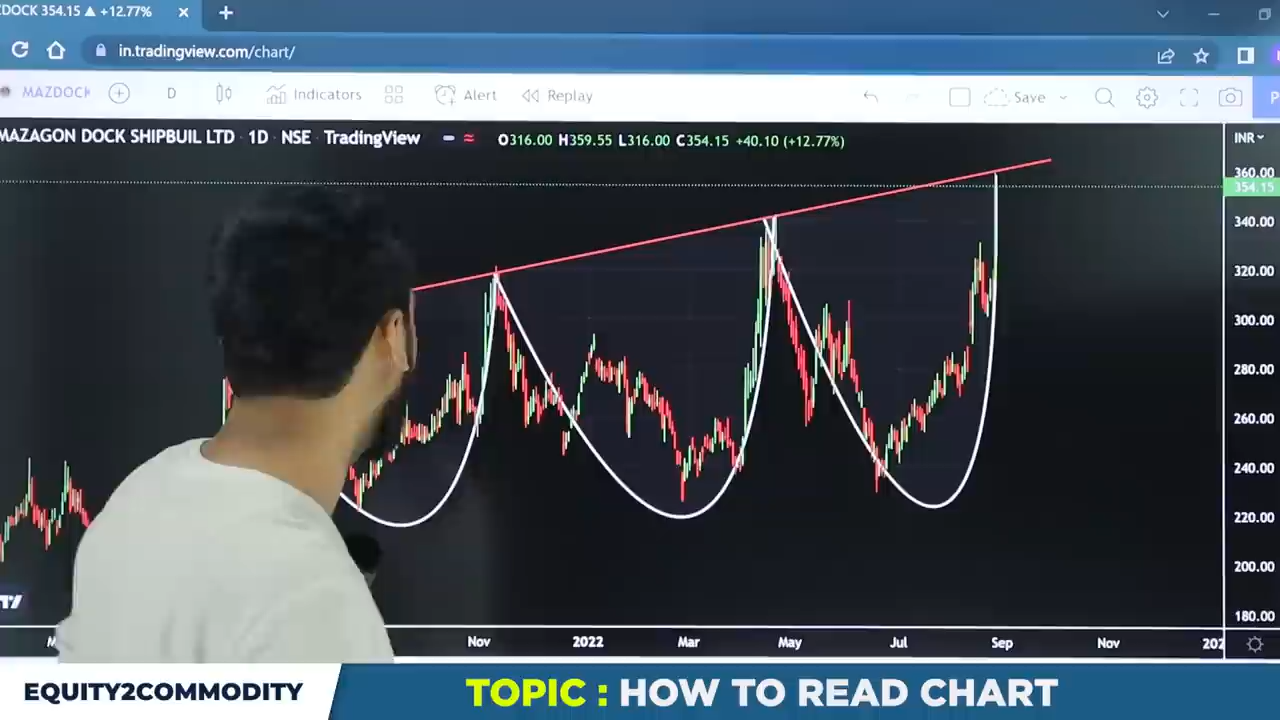 ZDOCK 354.15 ▲ +12.77%
in.tradingview.com/chart/
MAZDOCK D Indicators Alert Replay Save
MAZAGON DOCK SHIPBUIL LTD · 1D · NSE · TradingView O316.00 H359.55 L316.00 C354.15 +40.10 (+12.77%)
INR
360.00
354.15
340.00
320.00
300.00
280.00
260.00
240.00
220.00
200.00
180.00
Nov 2022 Mar May Jul Sep Nov
EQUITY2COMMODITY
TOPIC : HOW TO READ CHART